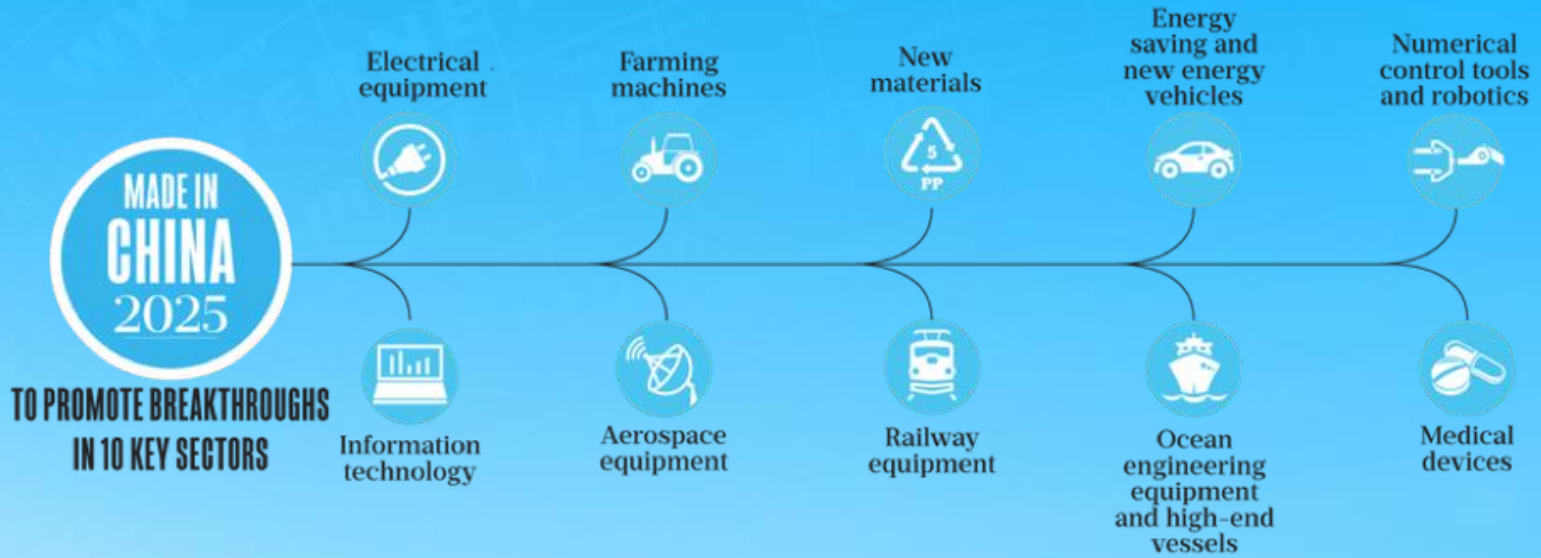 MADE IN
CHINA
2025
TO PROMOTE BREAKTHROUGHS
IN 10 KEY SECTORS
Electrical
equipment
Farming
machines
New
materials
5
PP
Energy
saving and
new energy
vehicles
Numerical
control tools
and robotics
Information
technology
Aerospace
equipment
Railway
equipment
Ocean
engineering
equipment
and high-end
vessels
Medical
devices